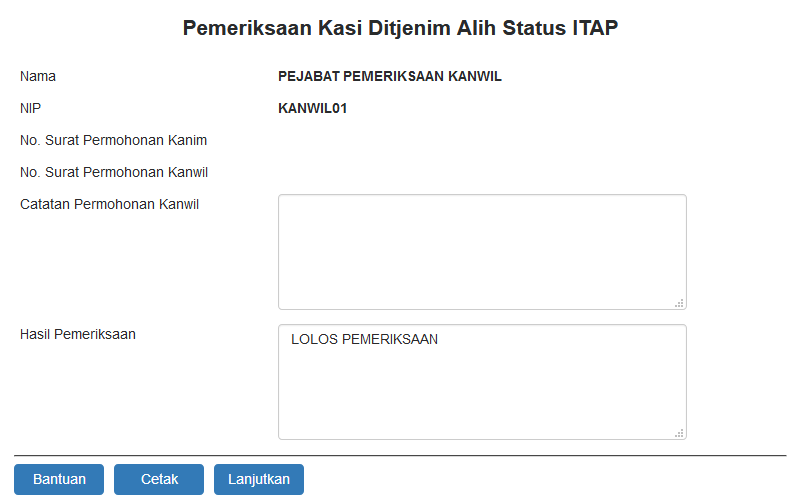 Pemeriksaan Kasi Ditjenim Alih Status ITAP
Nama PEJABAT PEMERIKSAAN KANWIL
NIP KANWIL01
No. Surat Permohonan Kanim
No. Surat Permohonan Kanwil
Catatan Permohonan Kanwil
Hasil Pemeriksaan LOLOS PEMERIKSAAN
Bantuan Cetak Lanjutkan